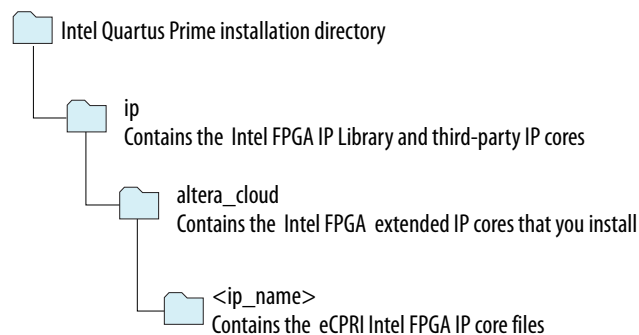 Intel Quartus Prime installation directory
ip
Contains the Intel FPGA IP Library and third-party IP cores
altera_cloud
Contains the Intel FPGA extended IP cores that you install
<ip_name>
Contains the eCPRI Intel FPGA IP core files